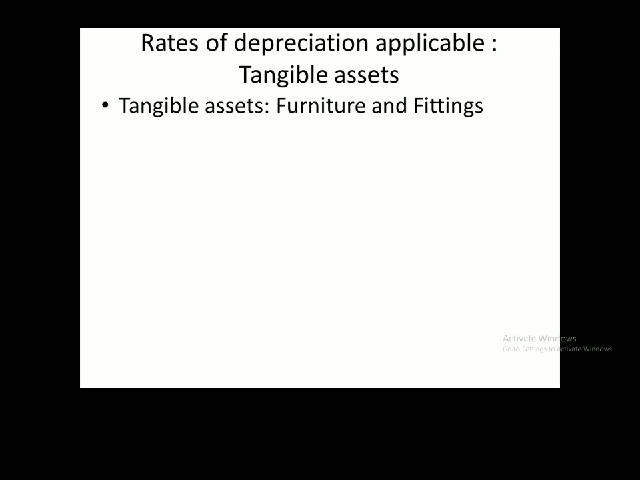 Rates of depreciation applicable :
Tangible assets
• Tangible assets: Furniture and Fittings
Activate Windows
Go to Settings to activate Windows.